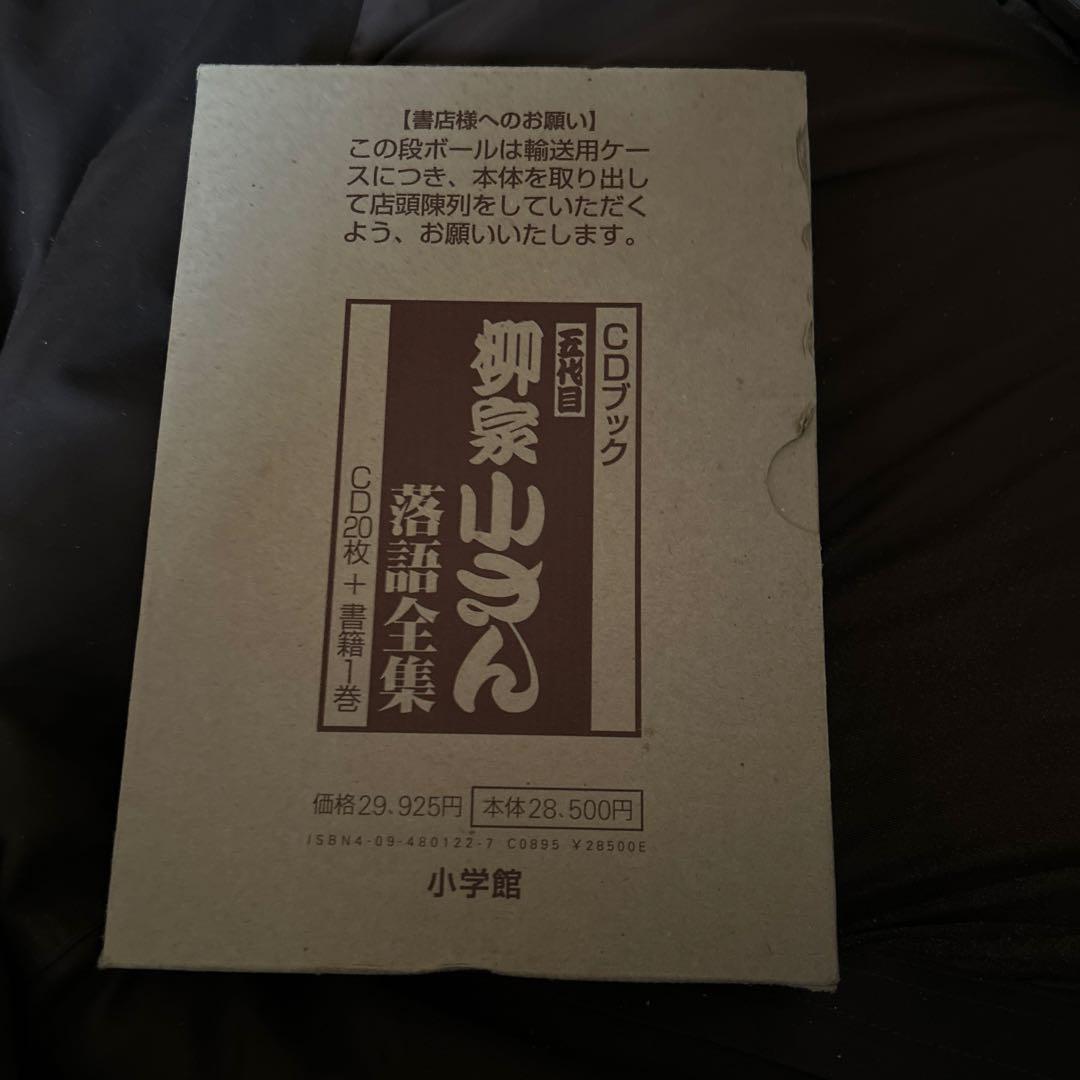 【書店様へのお願い】
この段ボールは輸送用ケー
スにつき、本体を取り出し
て店頭陳列をしていただく
よう、お願いいたします。
CDブック
五代目
柳家小さん
落語全集
CD20枚+書籍1巻
価格29、925円 本体28、500円
ISBN4-09-480122-7 C0895 ¥28500E
小学館